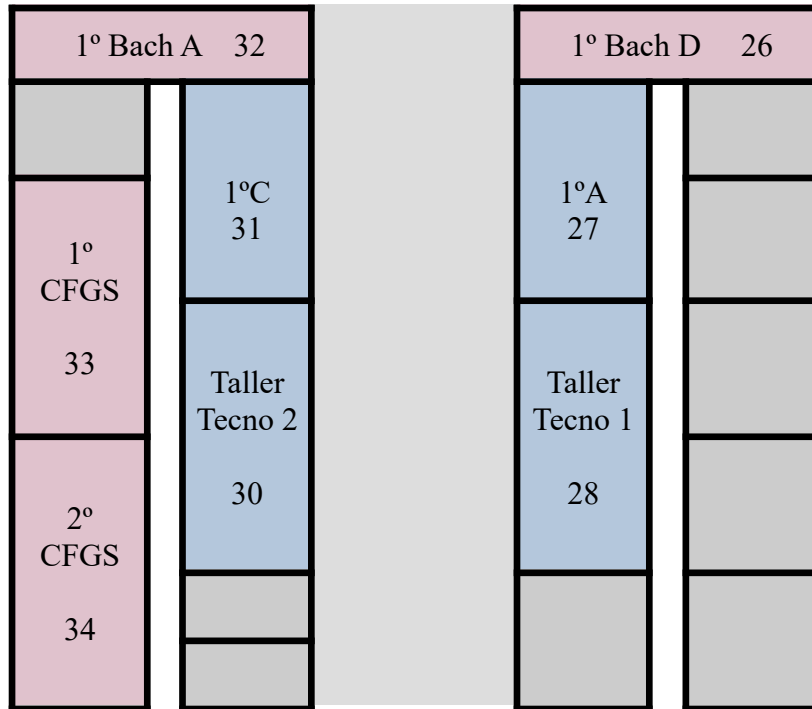 1º Bach A 32
1º Bach D 26
1ºC
31
1ºA
27
1º
CFGS
33
Taller
Tecno 2
30
Taller
Tecno 1
28
2º
CFGS
34